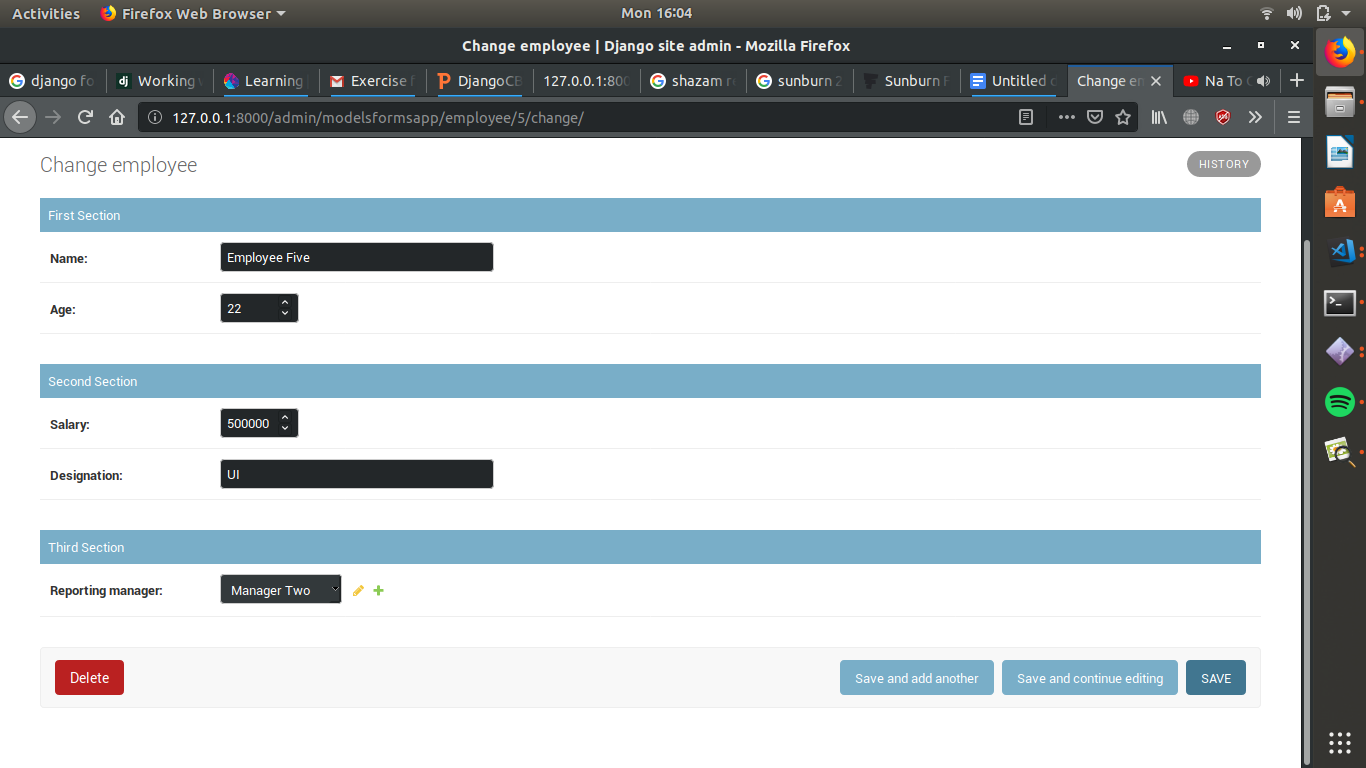 Activities Firefox Web Browser Mon 16:04
Change employee | Django site admin - Mozilla Firefox
django fo Working Learning Exercise f DjangoCB 127.0.0.1:800 shazam re sunburn 2 Sunburn F Untitled d Change em Na To
127.0.0.1:8000/admin/modelsformsapp/employee/5/change/
Change employee HISTORY
First Section
Name: Employee Five
Age: 22
Second Section
Salary: 500000
Designation: UI
Third Section
Reporting manager: Manager Two
Delete Save and add another Save and continue editing SAVE